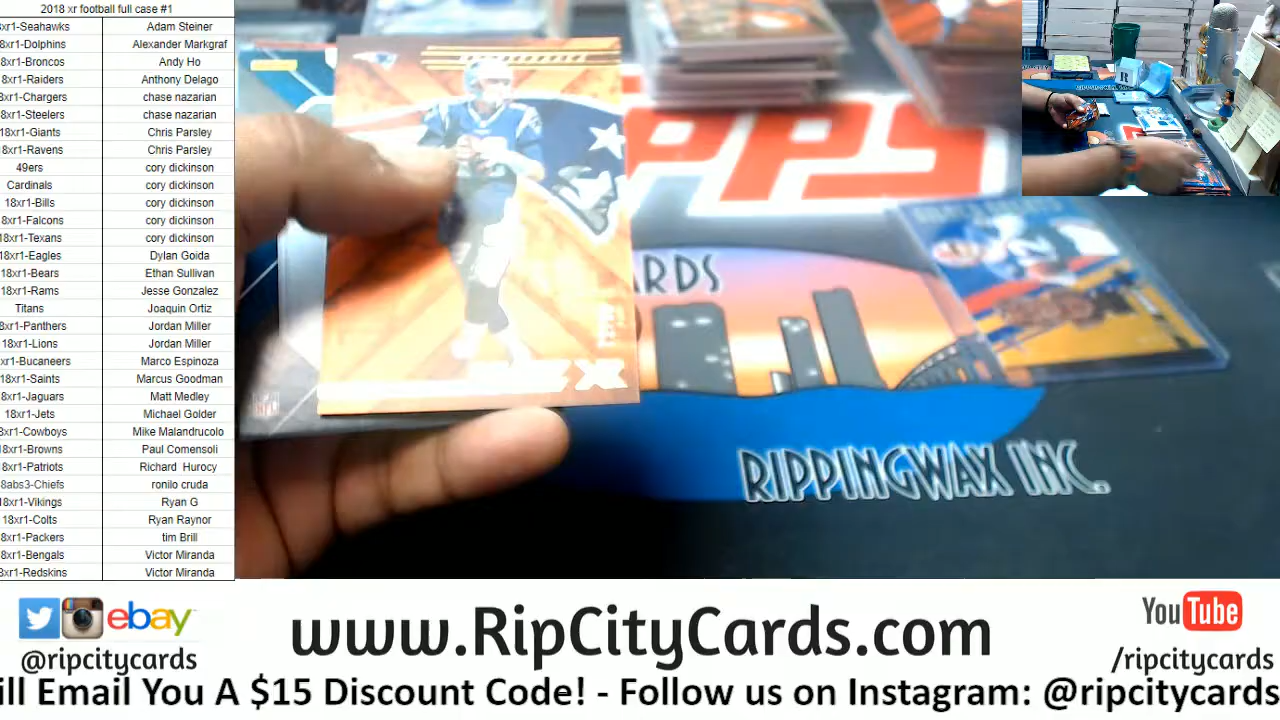 2018 xr football full case #1
8xr1-Seahawks Adam Steiner
8xr1-Dolphins Alexander Markgraf
8xr1-Broncos Andy Ho
8xr1-Raiders Anthony Delago
8xr1-Chargers chase nazarian
8xr1-Steelers chase nazarian
18xr1-Giants Chris Parsley
18xr1-Ravens Chris Parsley
49ers cory dickinson
Cardinals cory dickinson
18xr1-Bills cory dickinson
8xr1-Falcons cory dickinson
18xr1-Texans cory dickinson
18xr1-Eagles Dylan Goida
18xr1-Bears Ethan Sullivan
18xr1-Rams Jesse Gonzalez
Titans Joaquin Ortiz
8xr1-Panthers Jordan Miller
18xr1-Lions Jordan Miller
xr1-Bucaneers Marco Espinoza
18xr1-Saints Marcus Goodman
8xr1-Jaguars Matt Medley
18xr1-Jets Michael Golder
8xr1-Cowboys Mike Malandrucolo
18xr1-Browns Paul Comensoli
8xr1-Patriots Richard Hurocy
8abs3-Chiefs ronilo cruda
18xr1-Vikings Ryan G
18xr1-Colts Ryan Raynor
8xr1-Packers tim Brill
8xr1-Bengals Victor Miranda
8xr1-Redskins Victor Miranda
ARDS
RIPPINGWAX INC.
XR
ebay
@ripcitycards
www.RipCityCards.com
YouTube
/ripcitycards
ill Email You A $15 Discount Code! - Follow us on Instagram: @ripcitycards